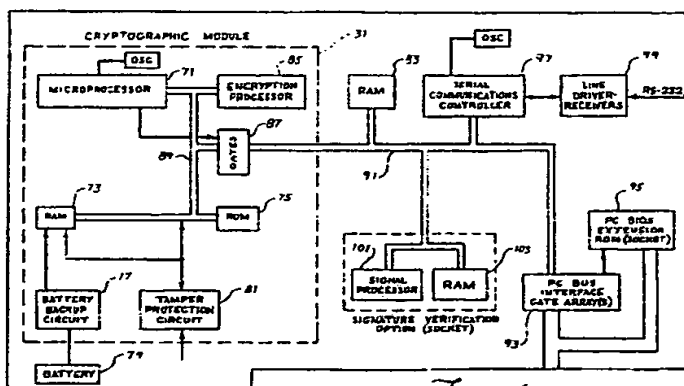 CRYPTOGRAPHIC MODULE
31
OSC
71
MICROPROCESSOR
85
ENCRYPTION
PROCESSOR
87
GATES
89
73
RAM
75
ROM
17
BATTERY
BACKUP
CIRCUIT
81
TAMPER
PROTECTION
CIRCUIT
79
BATTERY
RAM
OSC
SERIAL
COMMUNICATIONS
CONTROLLER
LINE
DRIVER-
RECEIVERS
RS-232
91
101
SIGNAL
PROCESSOR
103
RAM
SIGNATURE VERIFICATION
OPTION (SOCKET)
95
PC BIOS
EXTENSION
ROM (SOCKET)
PC BUS
INTERFACE
GATE ARRAY(S)
93